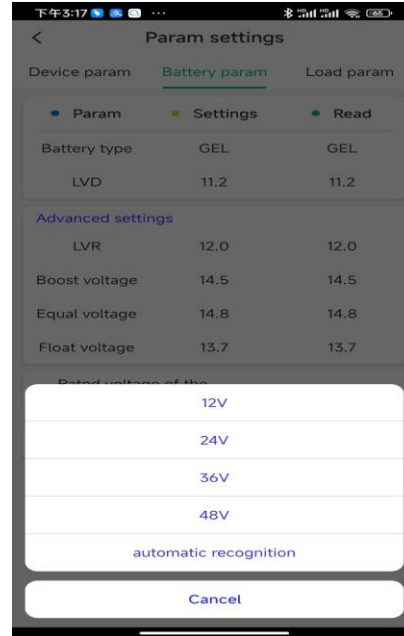 下午3:17 ... 65
Param settings
Device param Battery param Load param
Param Settings Read
Battery type GEL GEL
LVD 11.2 11.2
Advanced settings
LVR 12.0 12.0
Boost voltage 14.5 14.5
Equal voltage 14.8 14.8
Float voltage 13.7 13.7
Rated voltage of the
12V
24V
36V
48V
automatic recognition
Cancel